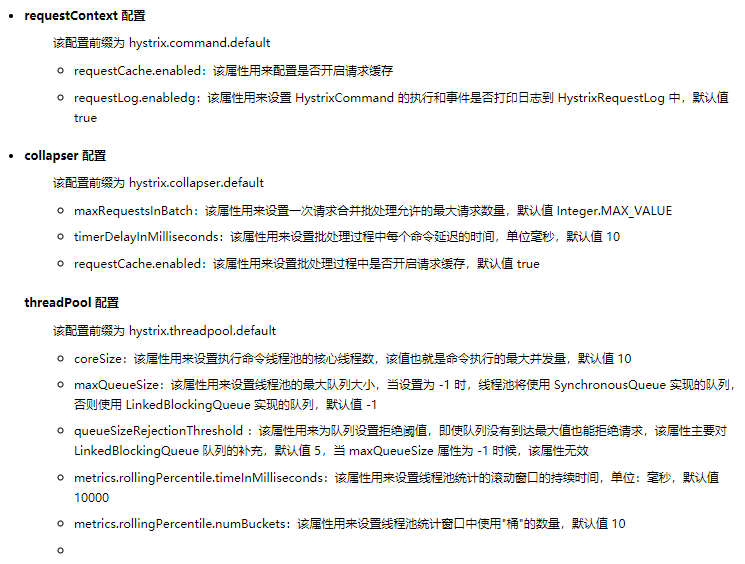 requestContext 配置
该配置前缀为 hystrix.command.default
requestCache.enabled：该属性用来配置是否开启请求缓存
requestLog.enabledg：该属性用来设置 HystrixCommand 的执行和事件是否打印日志到 HystrixRequestLog 中，默认值
true
collapser 配置
该配置前缀为 hystrix.collapser.default
maxRequestsInBatch：该属性用来设置一次请求合并批处理允许的最大请求数量，默认值 Integer.MAX_VALUE
timerDelayInMilliseconds：该属性用来设置批处理过程中每个命令延迟的时间，单位毫秒，默认值 10
requestCache.enabled：该属性用来设置批处理过程中是否开启请求缓存，默认值 true
threadPool 配置
该配置前缀为 hystrix.threadpool.default
coreSize：该属性用来设置执行命令线程池的核心线程数，该值也就是命令执行的最大并发量，默认值 10
maxQueueSize：该属性用来设置线程池的最大队列大小，当设置为 -1 时，线程池将使用 SynchronousQueue 实现的队列，
否则使用 LinkedBlockingQueue 实现的队列，默认值 -1
queueSizeRejectionThreshold ：该属性用来为队列设置拒绝阈值，即使队列没有到达最大值也能拒绝请求，该属性主要对
LinkedBlockingQueue 队列的补充，默认值 5，当 maxQueueSize 属性为 -1 时候，该属性无效
metrics.rollingPercentile.timeInMilliseconds：该属性用来设置线程池统计的滚动窗口的持续时间，单位：毫秒，默认值
10000
metrics.rollingPercentile.numBuckets：该属性用来设置线程池统计窗口中使用"桶"的数量，默认值 10